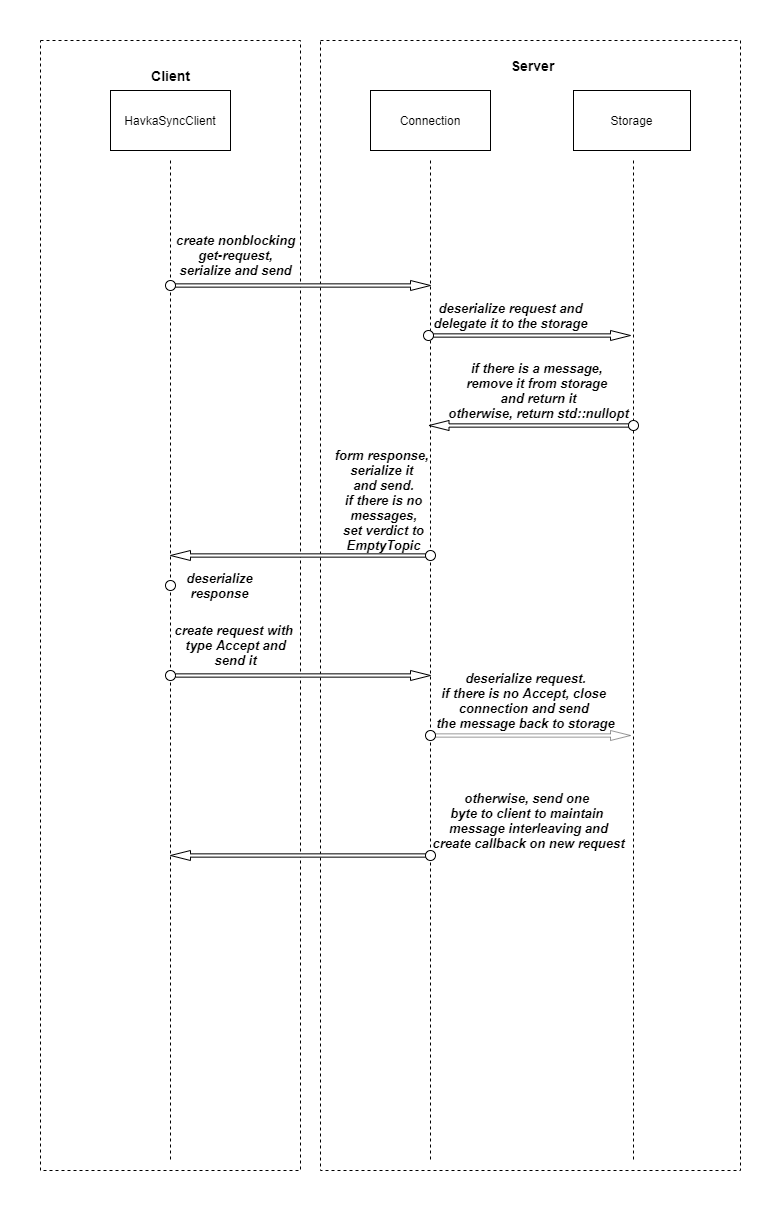 Client
Server
HavkaSyncClient
Connection
Storage
create nonblocking
get-request,
serialize and send
deserialize request and
delegate it to the storage
if there is a message,
remove it from storage
and return it
otherwise, return std::nullopt
form response,
serialize it
and send.
if there is no
messages,
set verdict to
EmptyTopic
deserialize
response
create request with
type Accept and
send it
deserialize request.
if there is no Accept, close
connection and send
the message back to storage
otherwise, send one
byte to client to maintain
message interleaving and
create callback on new request